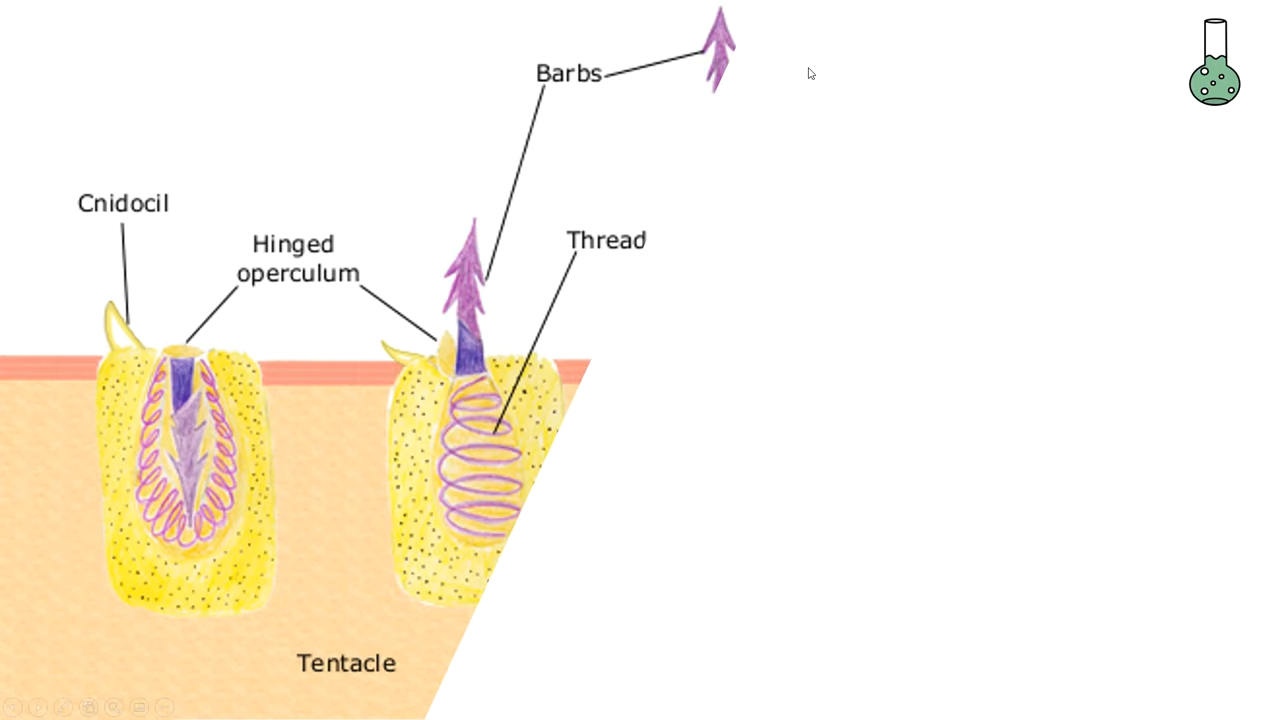 Barbs
Cnidocil
Hinged
operculum
Thread
Tentacle